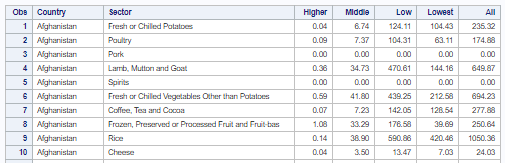 Obs Country Sector Higher Middle Low Lowest All
1 Afghanistan Fresh or Chilled Potatoes 0.04 6.74 124.11 104.43 235.32
2 Afghanistan Poultry 0.09 7.37 104.31 63.11 174.88
3 Afghanistan Pork 0.00 0.00 0.00 0.00 0.00
4 Afghanistan Lamb, Mutton and Goat 0.36 34.73 470.61 144.16 649.87
5 Afghanistan Spirits 0.00 0.00 0.00 0.00 0.00
6 Afghanistan Fresh or Chilled Vegetables Other than Potatoes 0.59 41.80 439.25 212.58 694.23
7 Afghanistan Coffee, Tea and Cocoa 0.07 7.23 142.05 128.54 277.88
8 Afghanistan Frozen, Preserved or Processed Fruit and Fruit-bas 1.08 33.29 176.58 39.69 250.64
9 Afghanistan Rice 0.14 38.90 590.86 420.46 1050.36
10 Afghanistan Cheese 0.04 3.50 13.47 7.03 24.03